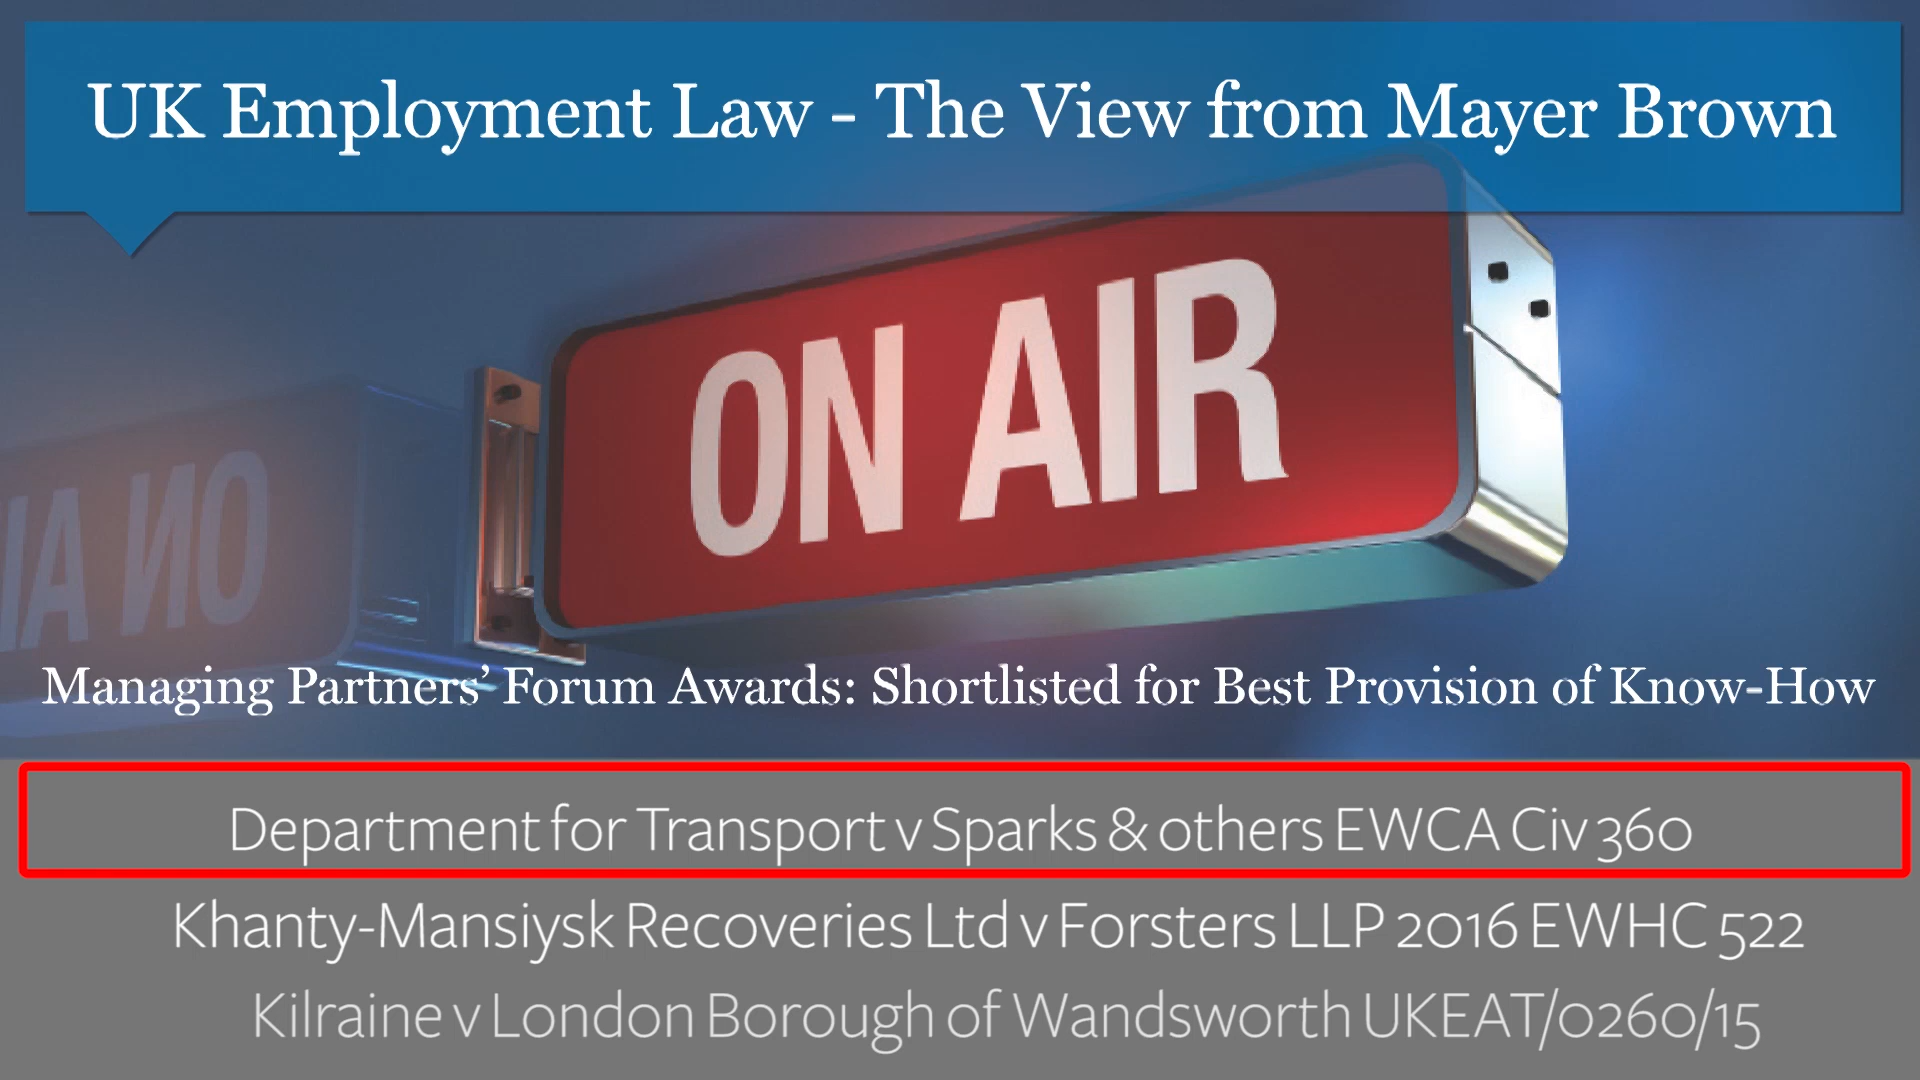 UK Employment Law - The View from Mayer Brown
ON AIR
ON AI
Managing Partners’ Forum Awards: Shortlisted for Best Provision of Know-How
Department for Transport v Sparks & others EWCA Civ 360
Khanty-Mansiysk Recoveries Ltd v Forsters LLP 2016 EWHC 522
Kilraine v London Borough of Wandsworth UKEAT/0260/15